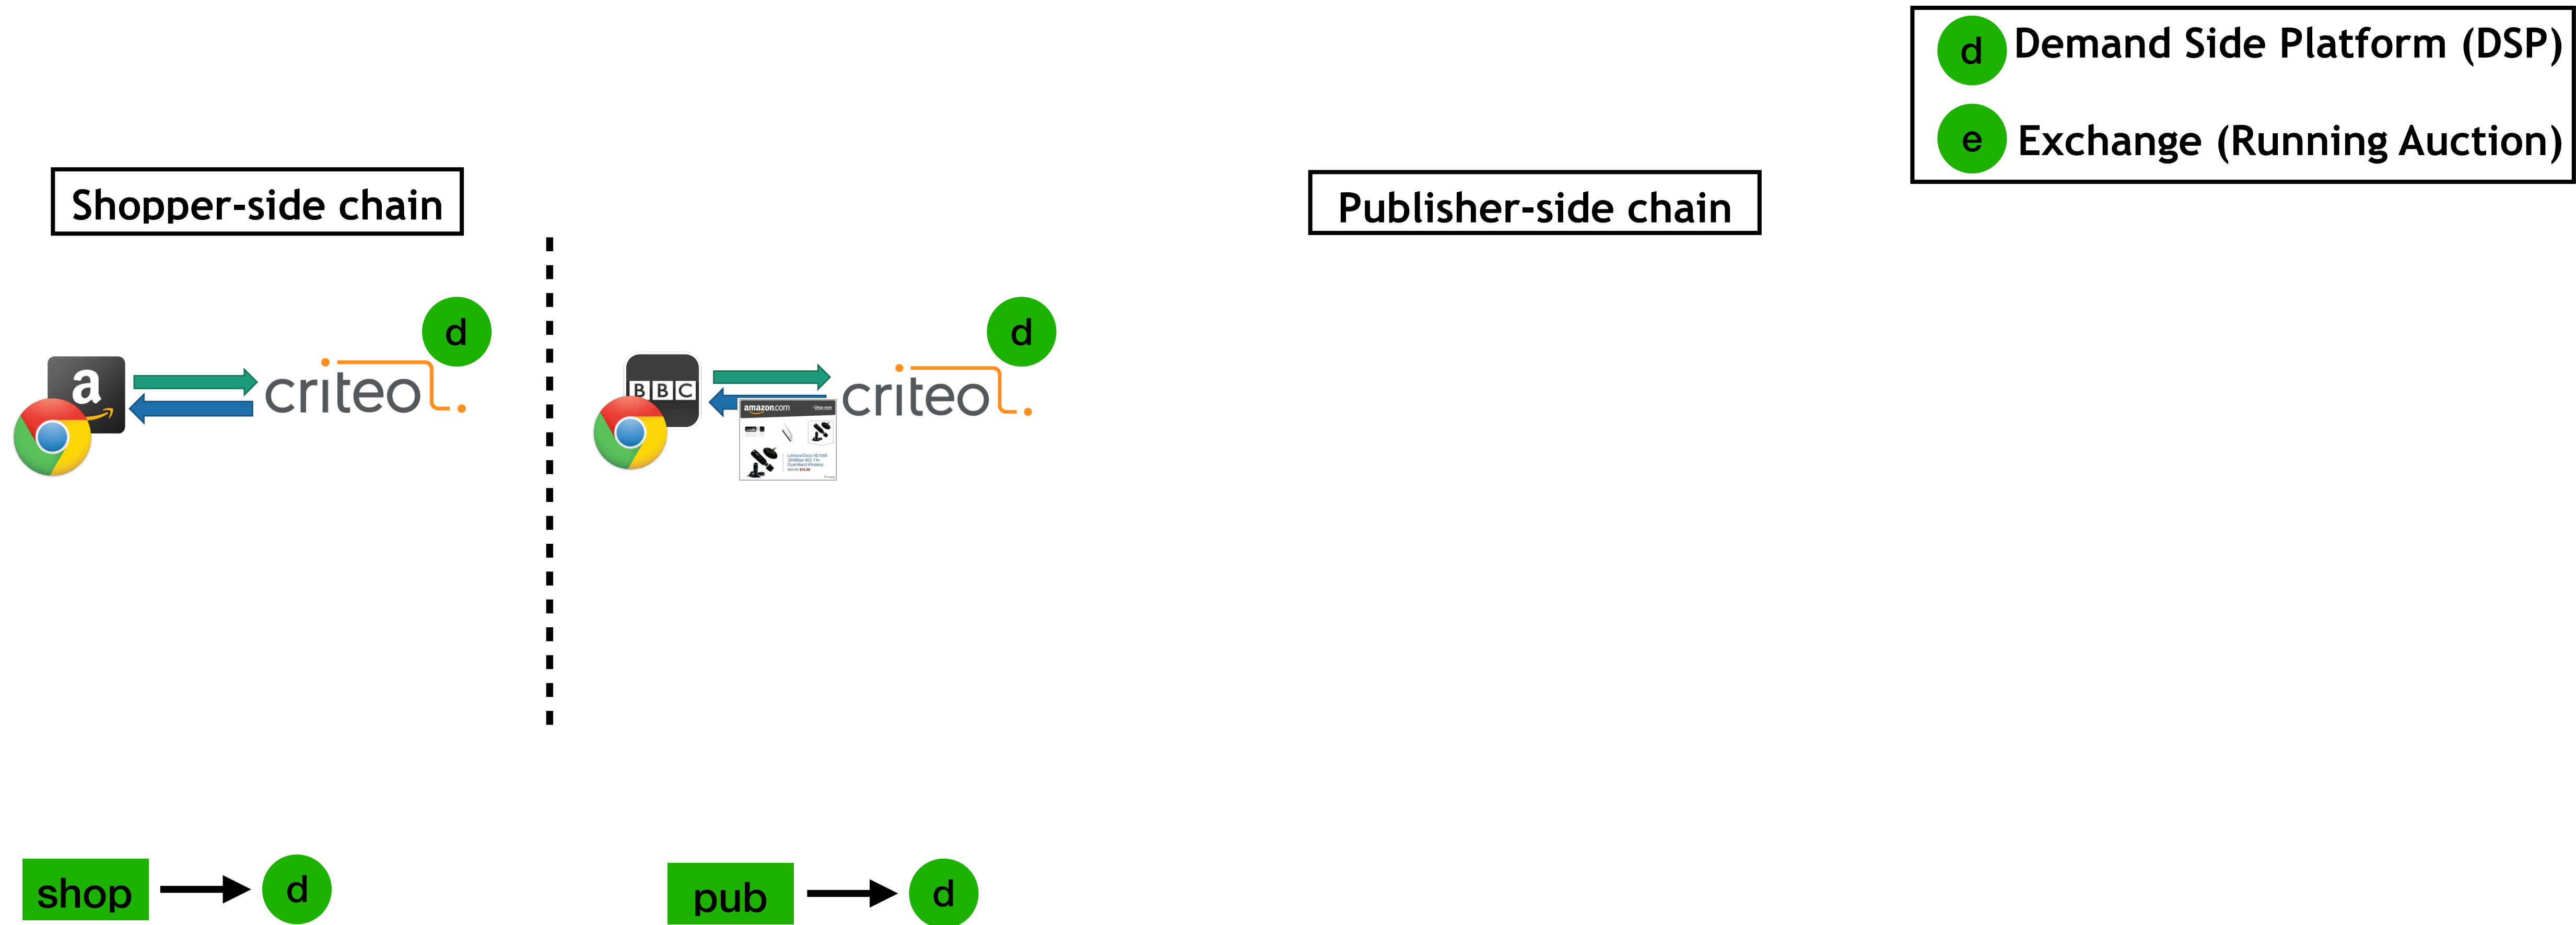 d Demand Side Platform (DSP)
e Exchange (Running Auction)
Shopper-side chain
Publisher-side chain
d
d
a
criteo
BBC
criteo
amazon.com
shop
d
pub
d